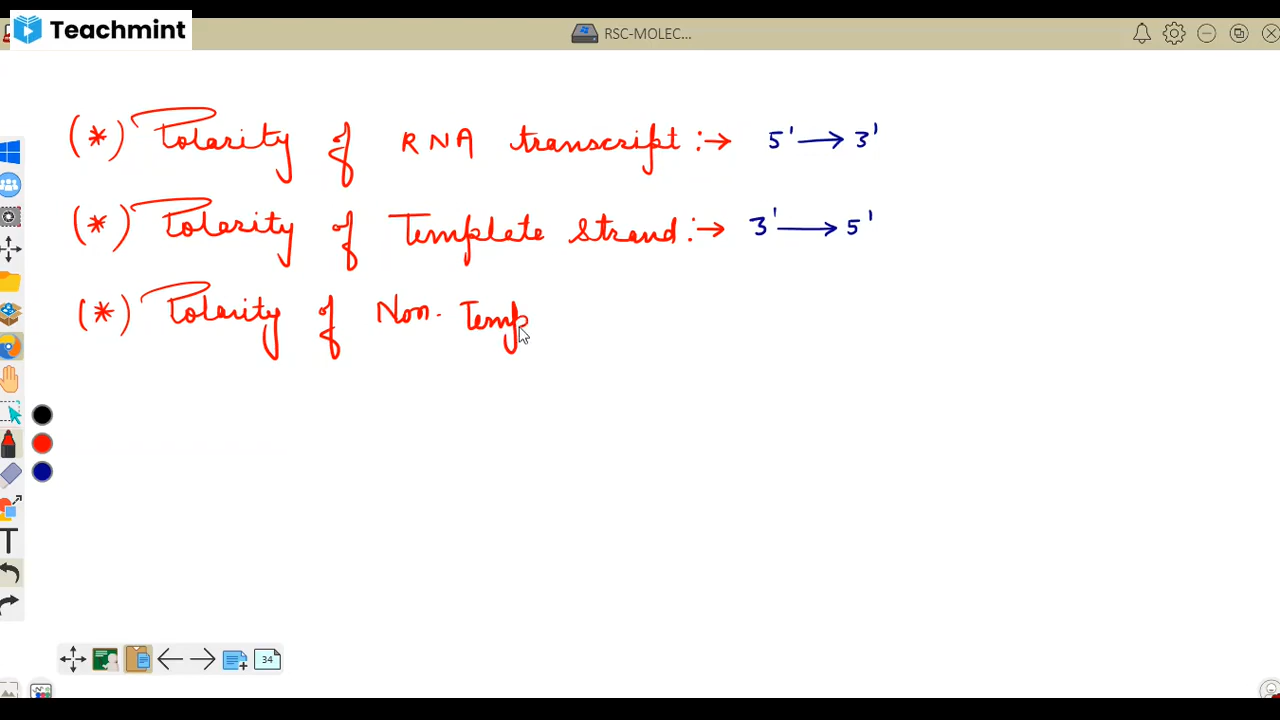 Teachmint
RSC-MOLEC...
(*) Polarity of RNA transcript :→ 5' → 3'
(*) Polarity of Template Strand :→ 3' → 5'
(*) Polarity of Non- Temp
T
34